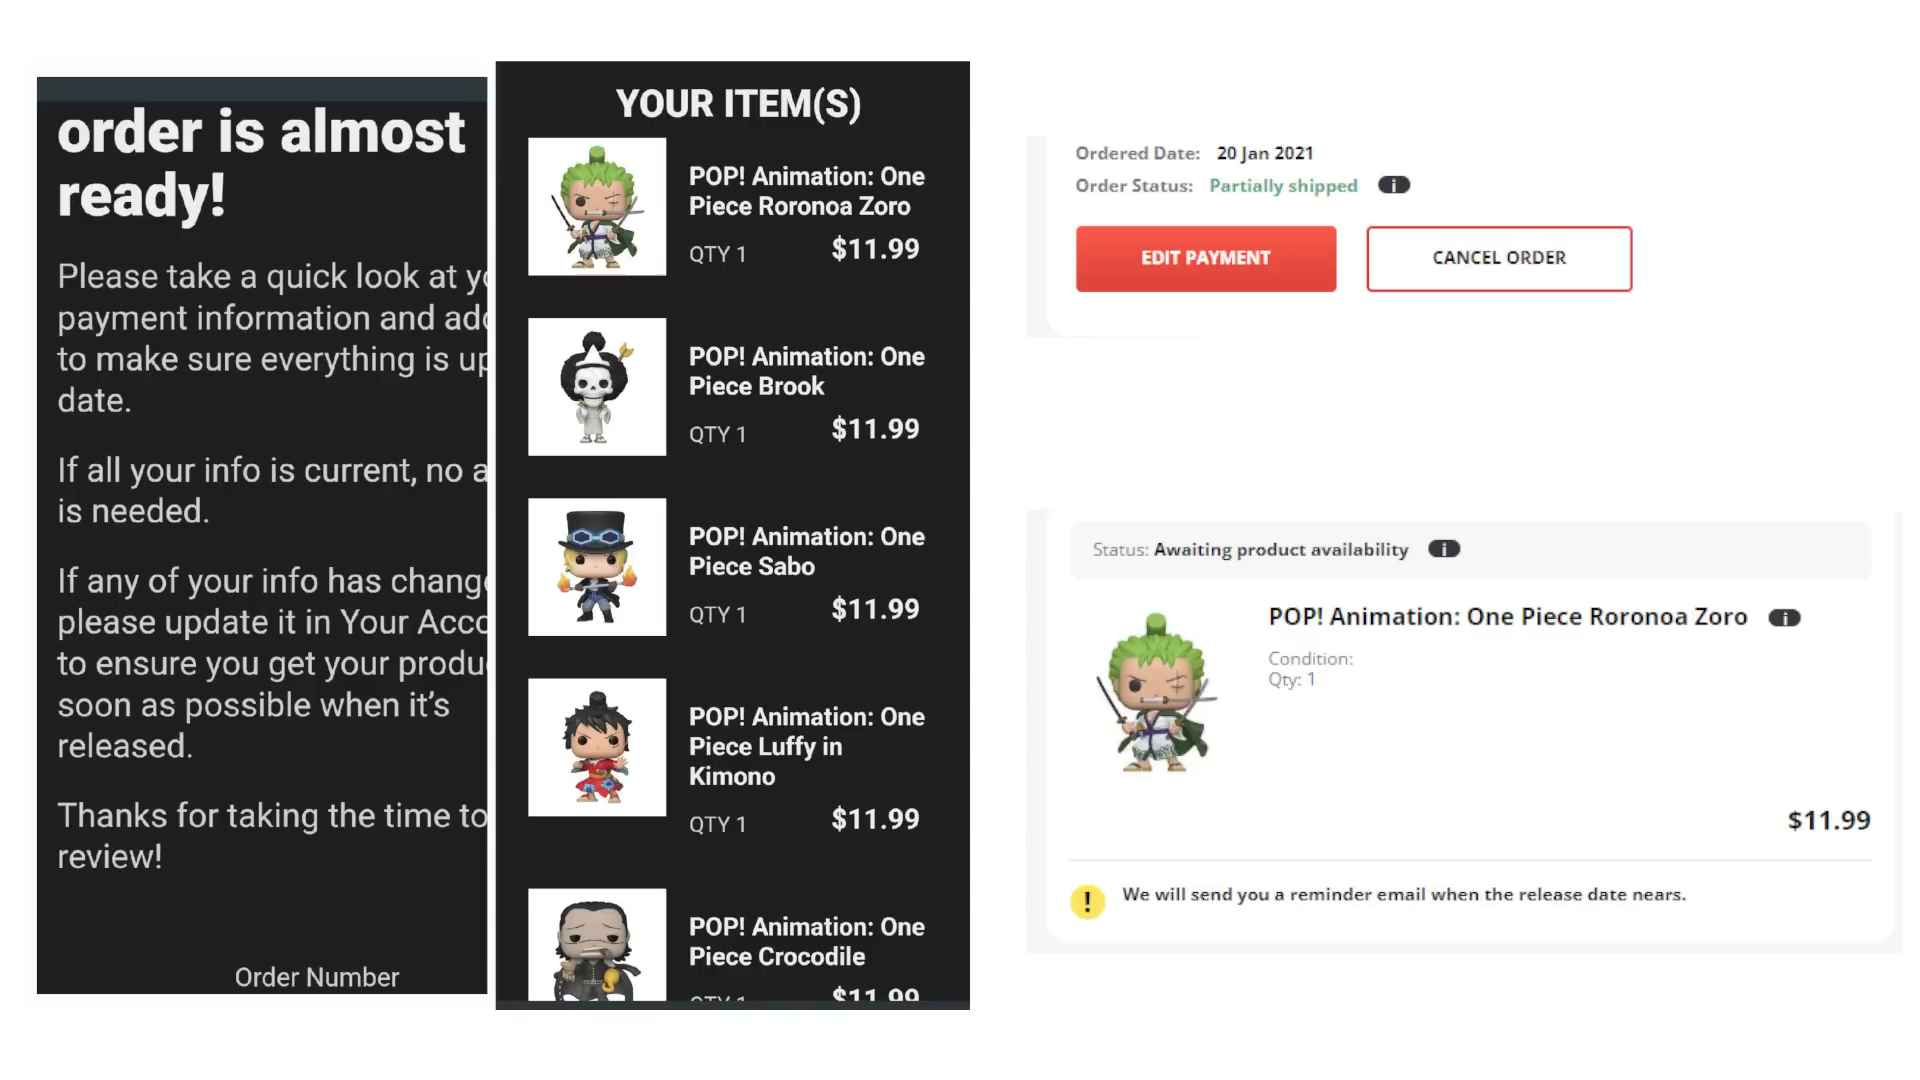 order is almost
ready!
Please take a quick look at
payment information and
to make sure everything is
date.
If all your info is current, no
is needed.
If any of your info has
please update it in Your
to ensure you get your
soon as possible when it’s
released.
Thanks for taking the time to
review!
Order Number
YOUR ITEM(S)
POP! Animation: One
Piece Roronoa Zoro
QTY 1 $11.99
POP! Animation: One
Piece Brook
QTY 1 $11.99
POP! Animation: One
Piece Sabo
QTY 1 $11.99
POP! Animation: One
Piece Luffy in
Kimono
QTY 1 $11.99
POP! Animation: One
Piece Crocodile
QTY 1 $11.99
Ordered Date: 20 Jan 2021
Order Status: Partially shipped i
EDIT PAYMENT CANCEL ORDER
Status: Awaiting product availability i
POP! Animation: One Piece Roronoa Zoro i
Condition:
Qty: 1
$11.99
! We will send you a reminder email when the release date nears.